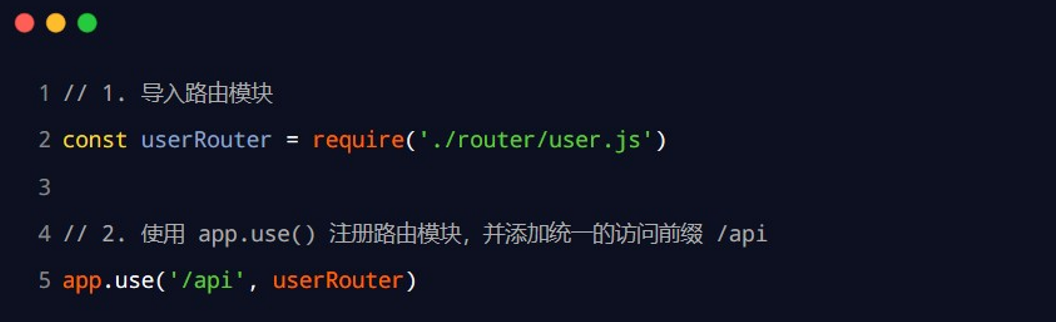 1 // 1. 导入路由模块
2 const userRouter = require('./router/user.js')
3
4 // 2. 使用 app.use() 注册路由模块，并添加统一的访问前缀 /api
5 app.use('/api', userRouter)